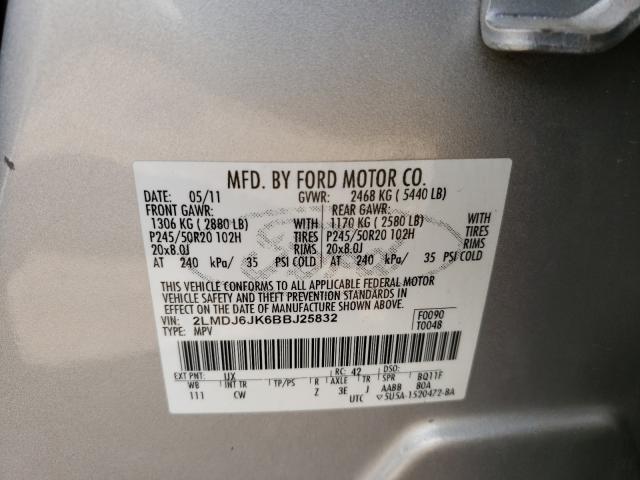 MFD. BY FORD MOTOR CO.
DATE: 05/11 GVWR: 2468 KG ( 5440 LB)
FRONT GAWR: REAR GAWR:
1306 KG ( 2880 LB) WITH 1170 KG ( 2580 LB) WITH
P245/50R20 102H TIRES P245/50R20 102H TIRES
20x8.0J RIMS 20x8.0J RIMS
AT 240 kPa/ 35 PSI COLD AT 240 kPa/ 35 PSI COLD
THIS VEHICLE CONFORMS TO ALL APPLICABLE FEDERAL MOTOR
VEHICLE SAFETY AND THEFT PREVENTION STANDARDS IN
EFFECT ON THE DATE OF MANUFACTURE SHOWN ABOVE.
VIN: 2LMDJ6JK6BBJ25832 F0090
TYPE: MPV T0048
EXT PNT: UX RC: 42 DSO:
WB INT TR TP/PS R AXLE TR SPR BQ11F
111 CW Z 3E J AABB 80A
UTC 5U5A-1520472-BA